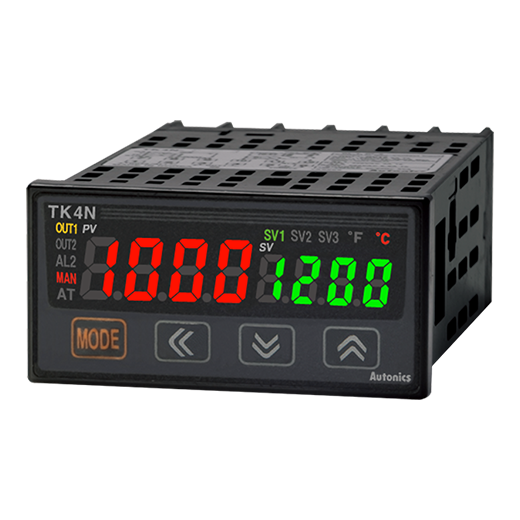 TK4N
OUT1 PV
SV1 SV2 SV3 °F °C
OUT2
SV
AL2
1000
1200
MAN
AT
MODE
Autonics